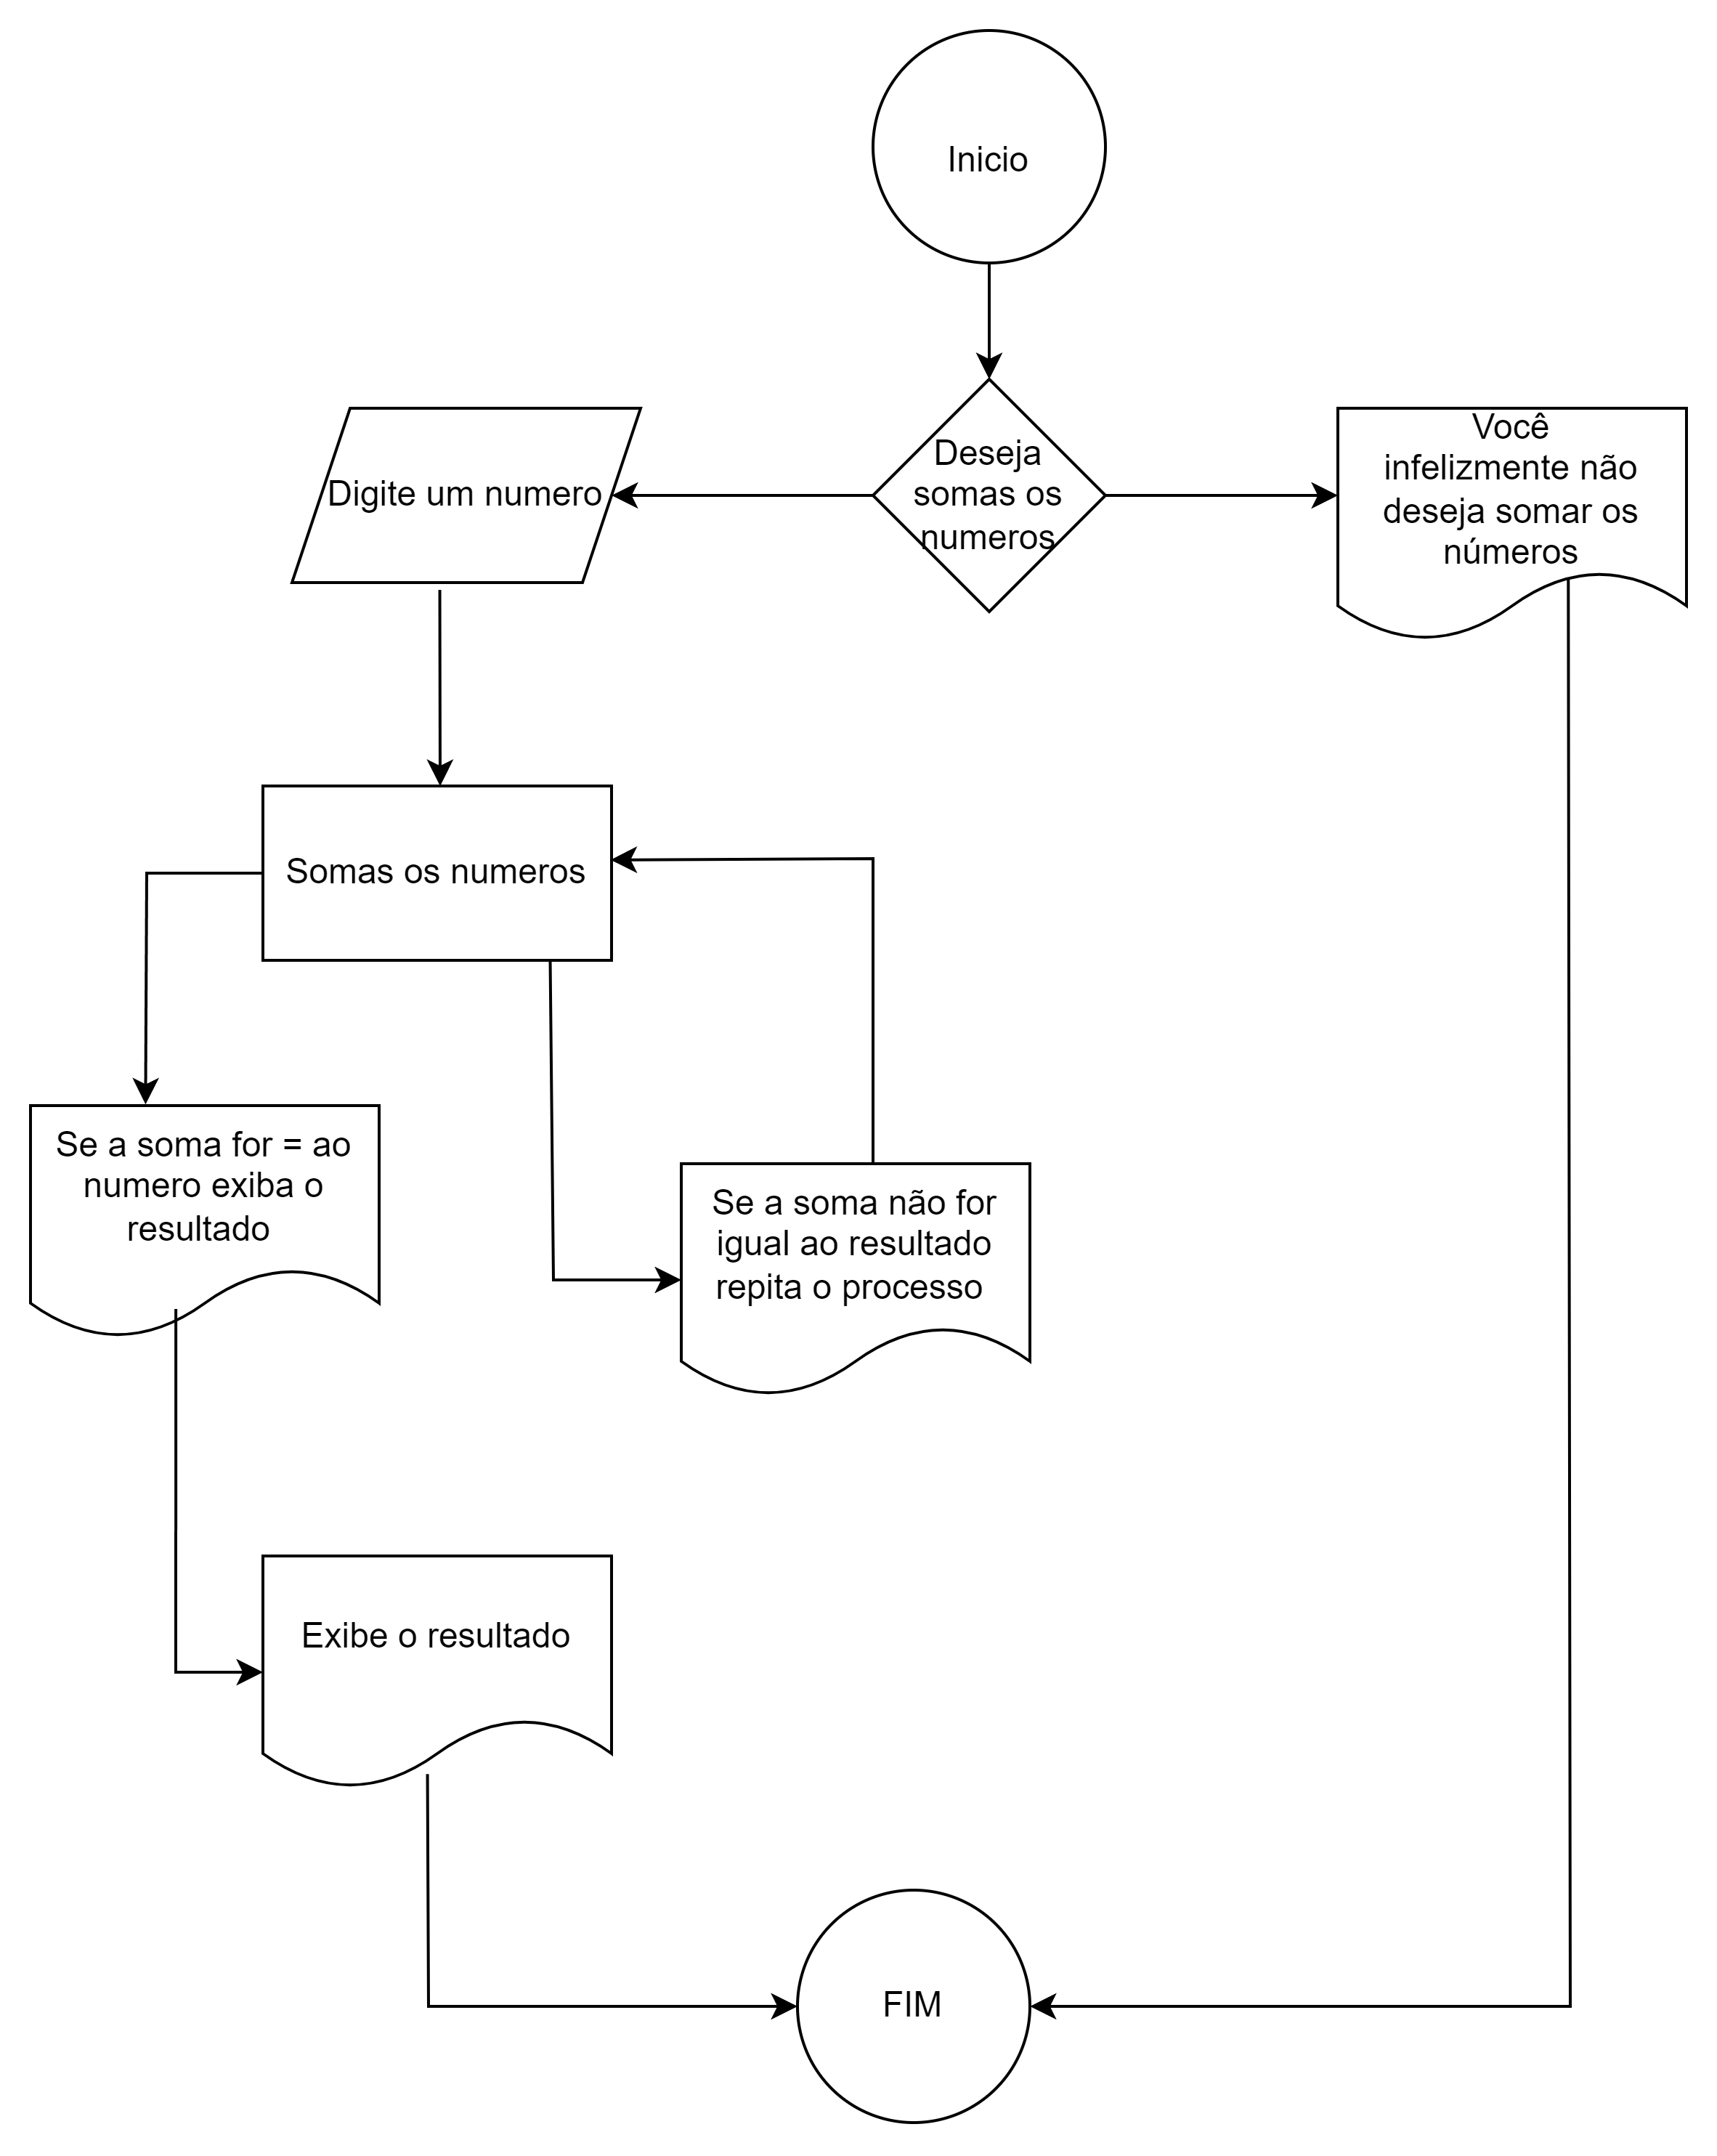 Inicio
Deseja
somas os
numeros
Digite um numero
Você
infelizmente não
deseja somar os
números
Somas os numeros
Se a soma for = ao
numero exiba o
resultado
Se a soma não for
igual ao resultado
repita o processo
Exibe o resultado
FIM